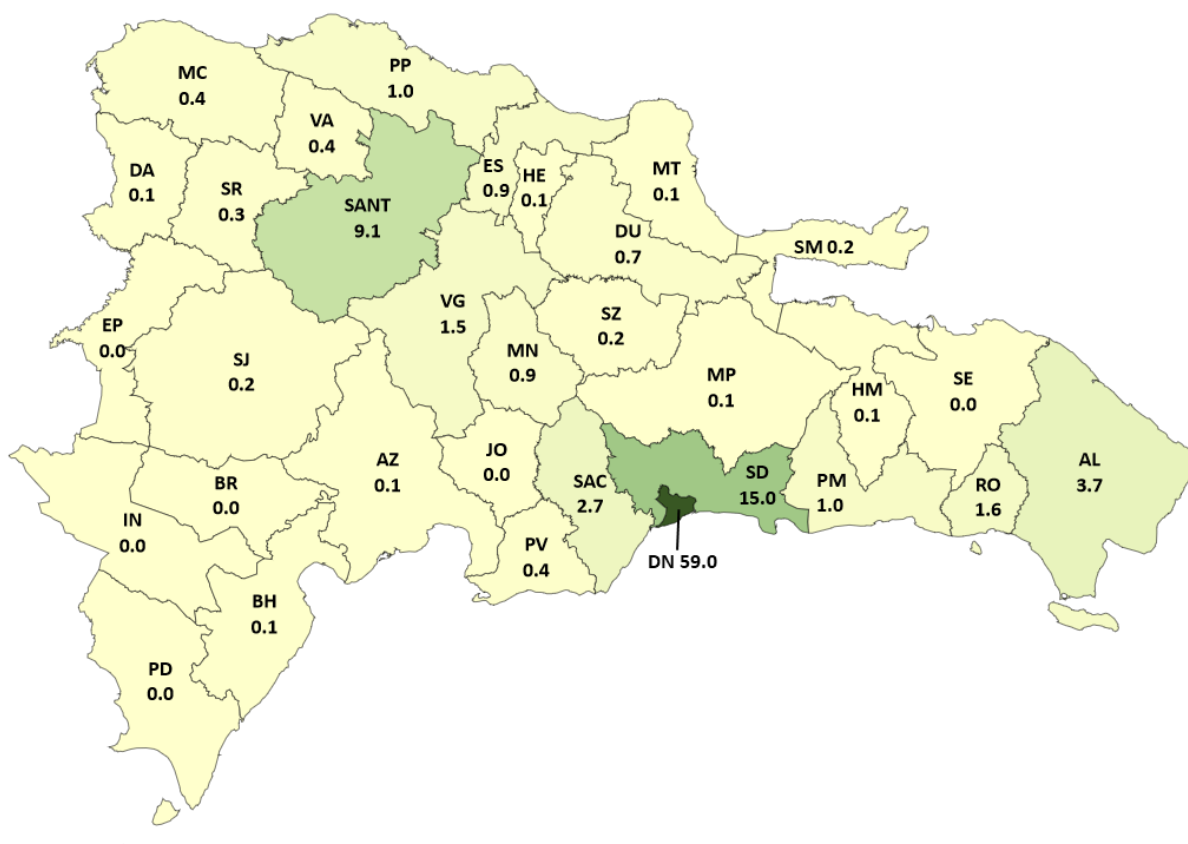 PP
1.0
MC
0.4
VA
0.4
ES
0.9
HE
0.1
MT
0.1
DA
0.1
SR
0.3
SANT
9.1
DU
0.7
SM 0.2
VG
1.5
SZ
0.2
EP
0.0
SJ
0.2
MN
0.9
MP
0.1
HM
0.1
SE
0.0
JO
0.0
AZ
0.1
AL
3.7
SD
15.0
SAC
2.7
PM
1.0
RO
1.6
BR
0.0
IN
0.0
PV
0.4
DN 59.0
BH
0.1
PD
0.0